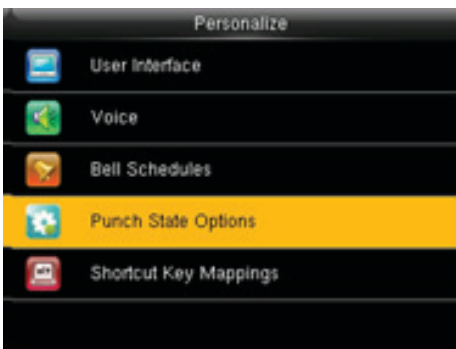 Personalize
User Interface
Voice
Bell Schedules
Punch State Options
Shortcut Key Mappings